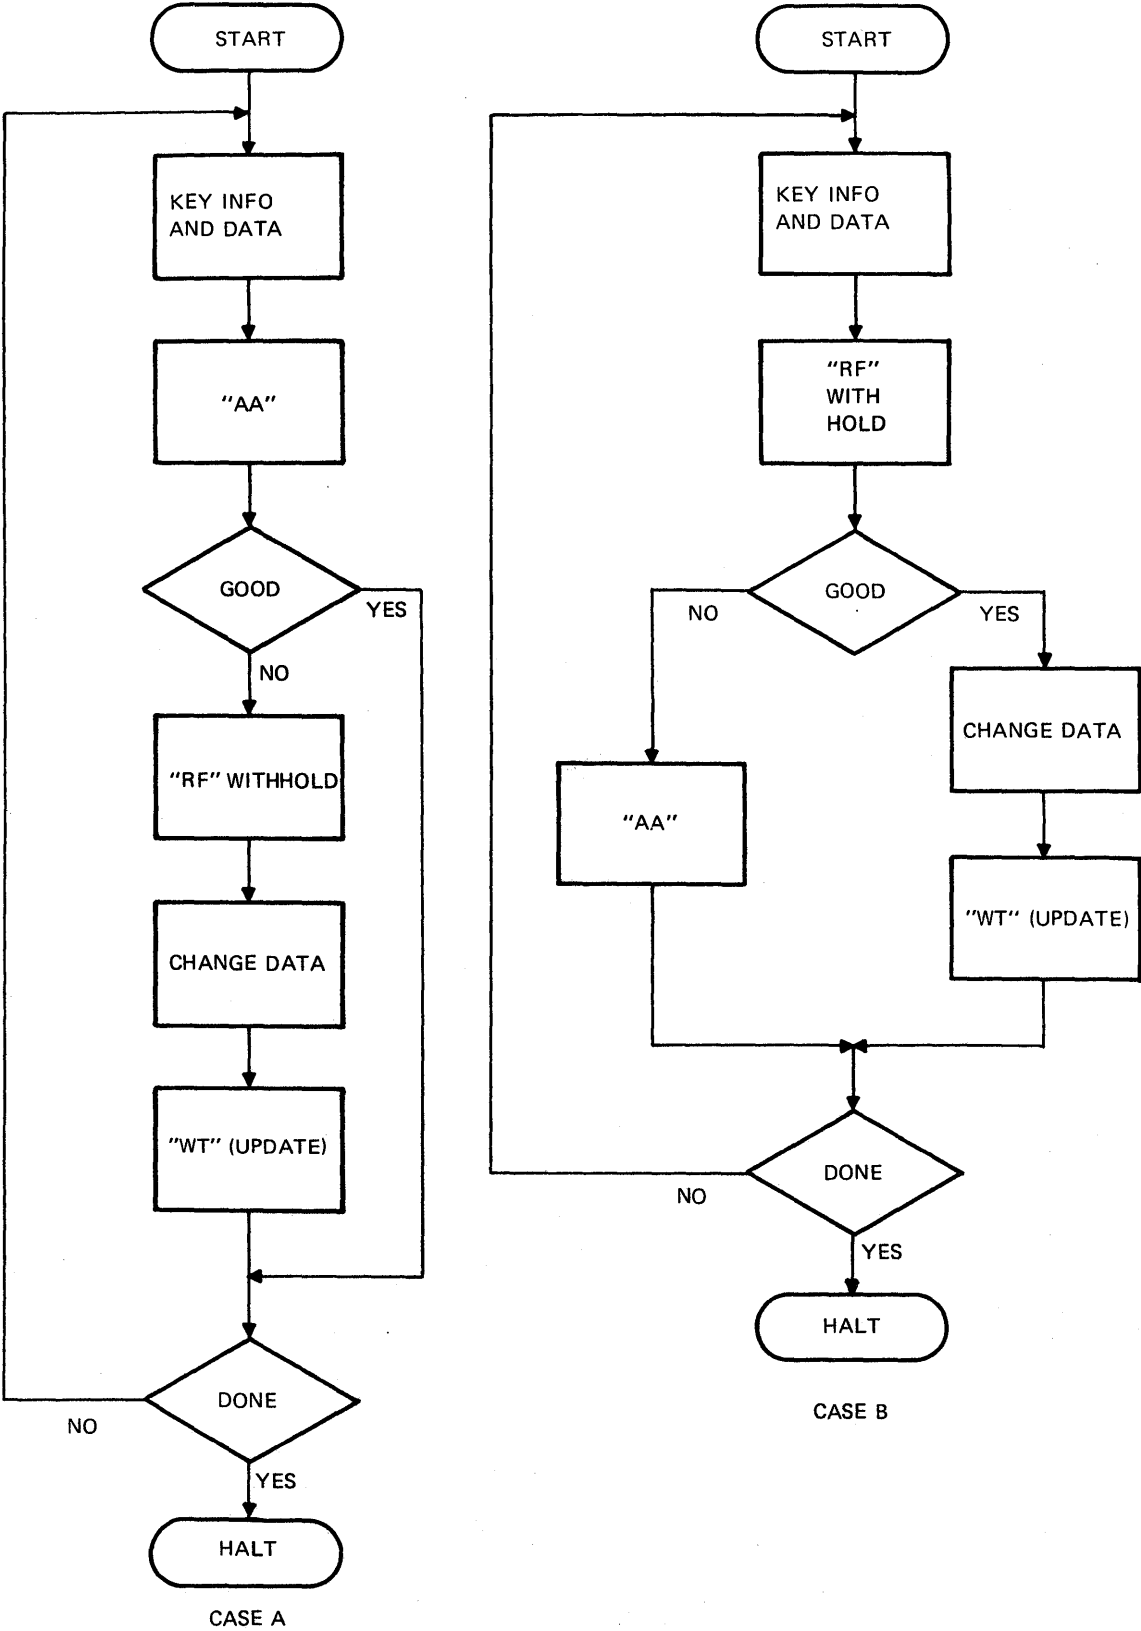 START
KEY INFO
AND DATA
"AA"
GOOD
YES
NO
"RF" WITHHOLD
CHANGE DATA
"WT" (UPDATE)
DONE
NO
YES
HALT
CASE A
START
KEY INFO
AND DATA
"RF"
WITH
HOLD
GOOD
NO
YES
CHANGE DATA
"AA"
"WT" (UPDATE)
DONE
NO
YES
HALT
CASE B